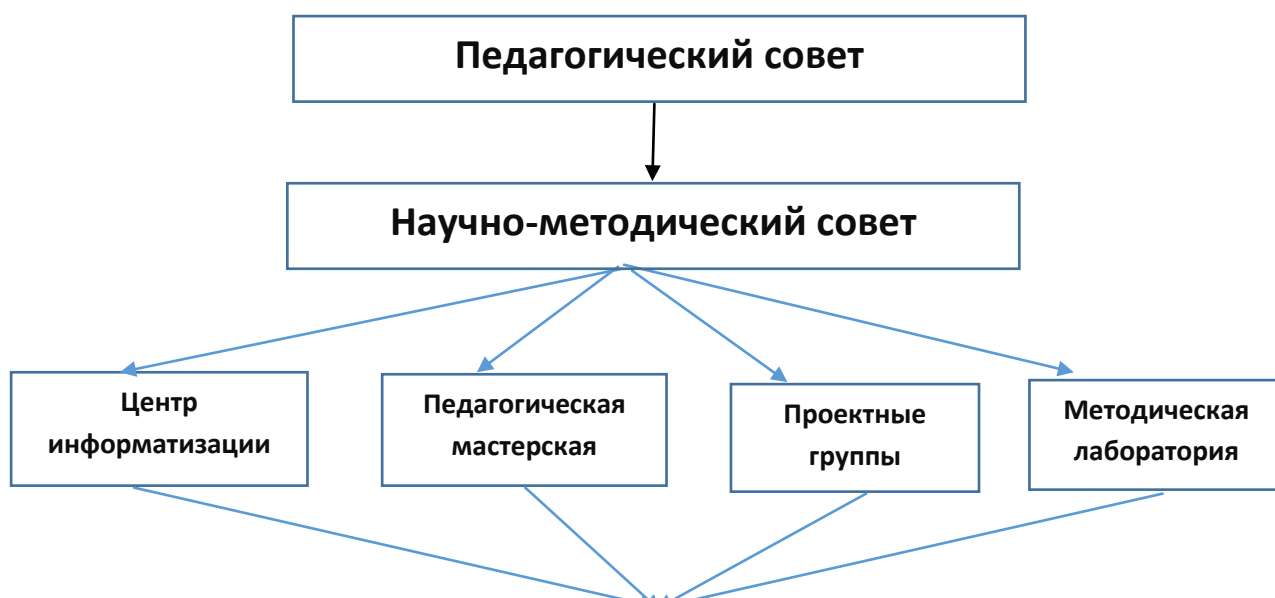 Педагогический совет
Научно-методический совет
Центр
информатизации
Педагогическая
мастерская
Проектные
группы
Методическая
лаборатория